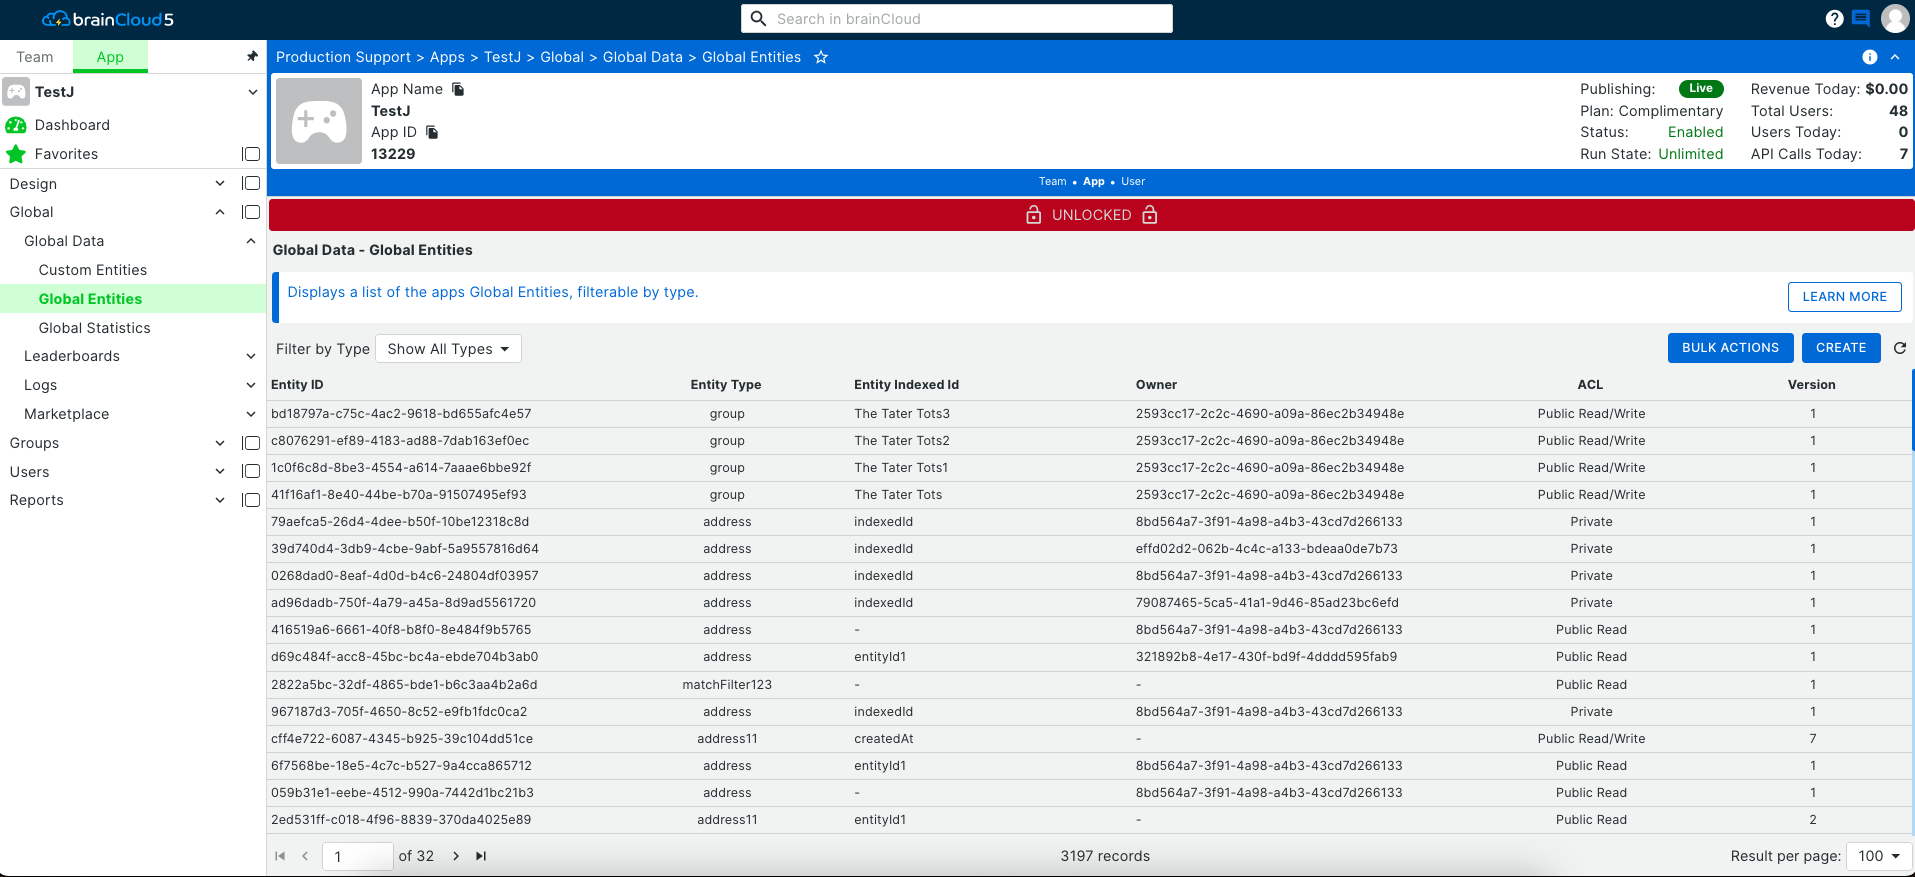 brainCloud5
Search in brainCloud
Team App
TestJ
Dashboard
Favorites
Design
Global
Global Data
Custom Entities
Global Entities
Global Statistics
Leaderboards
Logs
Marketplace
Groups
Users
Reports
Production Support > Apps > TestJ > Global > Global Data > Global Entities
App Name
TestJ
App ID
13229
Publishing: Live
Plan: Complimentary
Status: Enabled
Run State: Unlimited
Revenue Today: $0.00
Total Users: 48
Users Today: 0
API Calls Today: 7
Team • App • User
UNLOCKED
Global Data - Global Entities
Displays a list of the apps Global Entities, filterable by type.
LEARN MORE
Filter by Type Show All Types
BULK ACTIONS CREATE
Entity ID Entity Type Entity Indexed Id Owner ACL Version
bd18797a-c75c-4ac2-9618-bd655afc4e57 group The Tater Tots3 2593cc17-2c2c-4690-a09a-86ec2b34948e Public Read/Write 1
c8076291-ef89-4183-ad88-7dab163ef0ec group The Tater Tots2 2593cc17-2c2c-4690-a09a-86ec2b34948e Public Read/Write 1
1c0f6c8d-8be3-4554-a614-7aaae6bbe92f group The Tater Tots1 2593cc17-2c2c-4690-a09a-86ec2b34948e Public Read/Write 1
41f16af1-8e40-44be-b70a-91507495ef93 group The Tater Tots 2593cc17-2c2c-4690-a09a-86ec2b34948e Public Read/Write 1
79aefca5-26d4-4dee-b50f-10be12318c8d address indexedId 8bd564a7-3f91-4a98-a4b3-43cd7d266133 Private 1
39d740d4-3db9-4cbe-9abf-5a9557816d64 address indexedId effd02d2-062b-4c4c-a133-bdeaa0de7b73 Private 1
0268dad0-8eaf-4d0d-b4c6-24804df03957 address indexedId 8bd564a7-3f91-4a98-a4b3-43cd7d266133 Private 1
ad96dadb-750f-4a79-a45a-8d9ad5561720 address indexedId 79087465-5ca5-41a1-9d46-85ad23bc6efd Private 1
416519a6-6661-40f8-b8f0-8e484f9b5765 address - 8bd564a7-3f91-4a98-a4b3-43cd7d266133 Public Read 1
d69c484f-acc8-45bc-bc4a-ebde704b3ab0 address entityId1 321892b8-4e17-430f-bd9f-4dddd595fab9 Public Read 1
2822a5bc-32df-4865-bde1-b6c3aa4b2a6d matchFilter123 - - Public Read 1
967187d3-705f-4650-8c52-e9fb1fdc0ca2 address indexedId 8bd564a7-3f91-4a98-a4b3-43cd7d266133 Private 1
cff4e722-6087-4345-b925-39c104dd51ce address11 createdAt - Public Read/Write 7
6f7568be-18e5-4c7c-b527-9a4cca865712 address entityId1 8bd564a7-3f91-4a98-a4b3-43cd7d266133 Public Read 1
059b31e1-eebe-4512-990a-7442d1bc21b3 address - 8bd564a7-3f91-4a98-a4b3-43cd7d266133 Public Read 1
2ed531ff-c018-4f96-8839-370da4025e89 address11 entityId1 - Public Read 2
1 of 32
3197 records
Result per page: 100